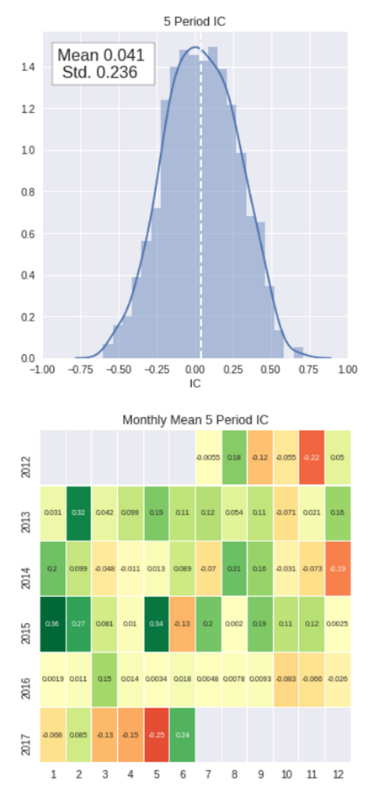 5 Period IC
Mean 0.041
Std. 0.236
1.4
1.2
1.0
0.8
0.6
0.4
0.2
0.0
−1.00 −0.75 −0.50 −0.25 0.00 0.25 0.50 0.75 1.00
IC
Monthly Mean 5 Period IC
2012 -0.0055 0.18 -0.12 -0.055 -0.22 0.05
2013 0.031 0.32 0.042 0.099 0.19 0.11 0.12 0.054 0.11 -0.071 0.021 0.16
2014 0.2 0.099 -0.048 -0.011 0.013 0.089 -0.07 0.21 0.16 -0.031 -0.073 -0.19
2015 0.36 0.27 0.081 0.01 0.34 -0.13 0.2 0.002 0.19 0.11 0.12 0.0025
2016 0.0019 0.011 0.15 0.014 0.0034 0.018 0.0048 0.0078 0.0093 -0.083 -0.066 -0.026
2017 -0.068 0.085 -0.13 -0.15 -0.25 0.24
1 2 3 4 5 6 7 8 9 10 11 12